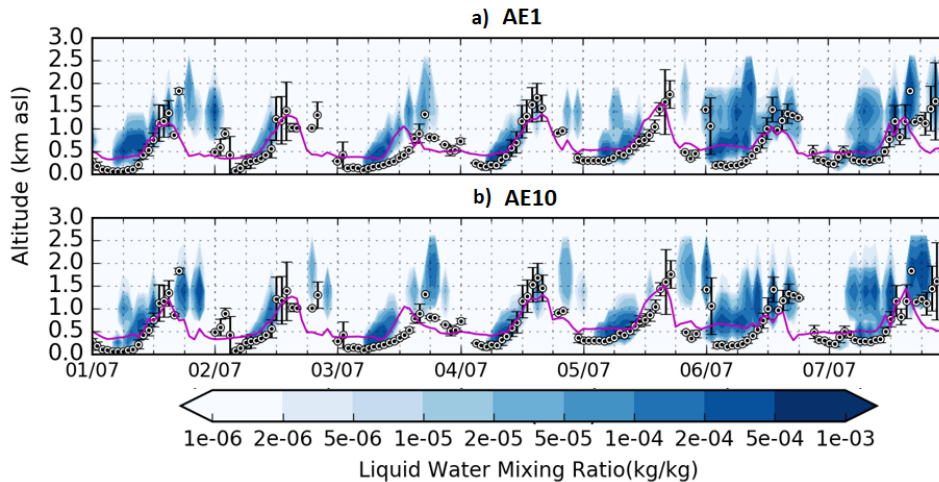 a) AE1
3.0
2.5
2.0
1.5
1.0
0.5
0.0
b) AE10
3.0
2.5
2.0
1.5
1.0
0.5
0.0
Altitude (km asl)
01/07 02/07 03/07 04/07 05/07 06/07 07/07
1e-06 2e-06 5e-06 1e-05 2e-05 5e-05 1e-04 2e-04 5e-04 1e-03
Liquid Water Mixing Ratio(kg/kg)